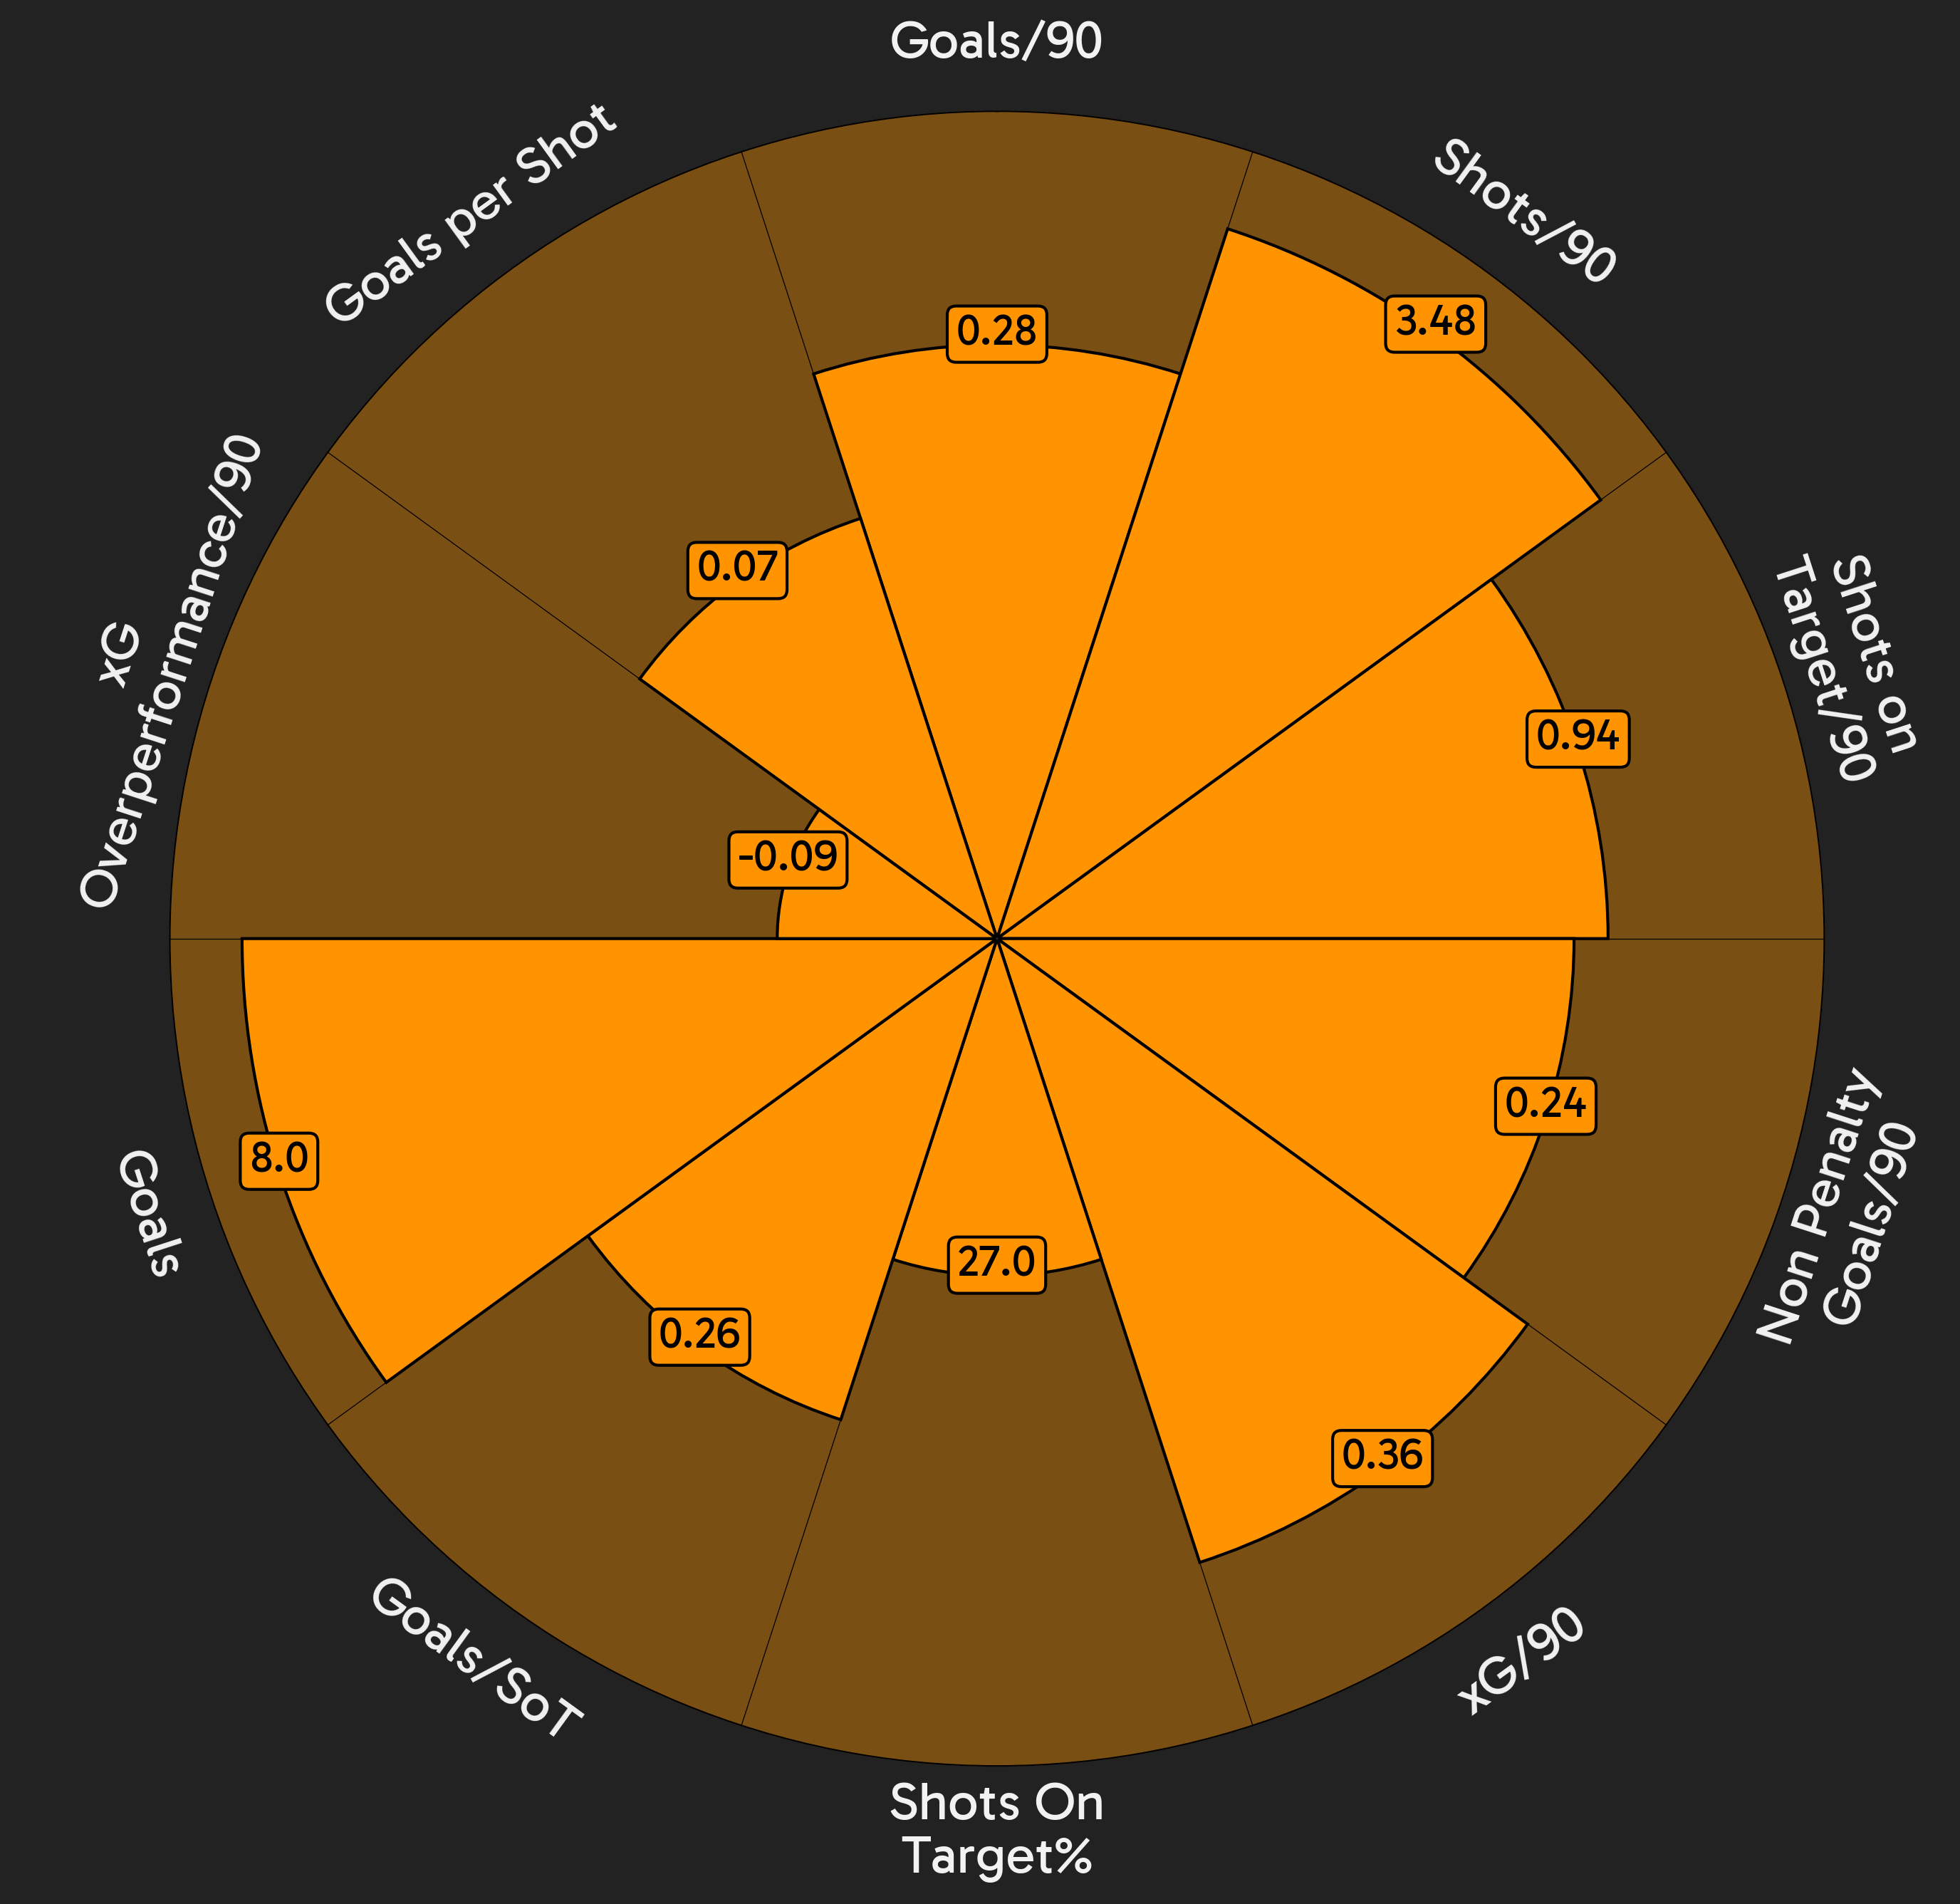 Goals/90
Shots/90
Shots on
Target/90
Non Penalty
Goals/90
xG/90
Shots On
Target%
Goals/SoT
Goals
xG
Overperformance/90
Goals per Shot
0.28
3.48
0.94
0.24
0.36
27.0
0.26
8.0
-0.09
0.07